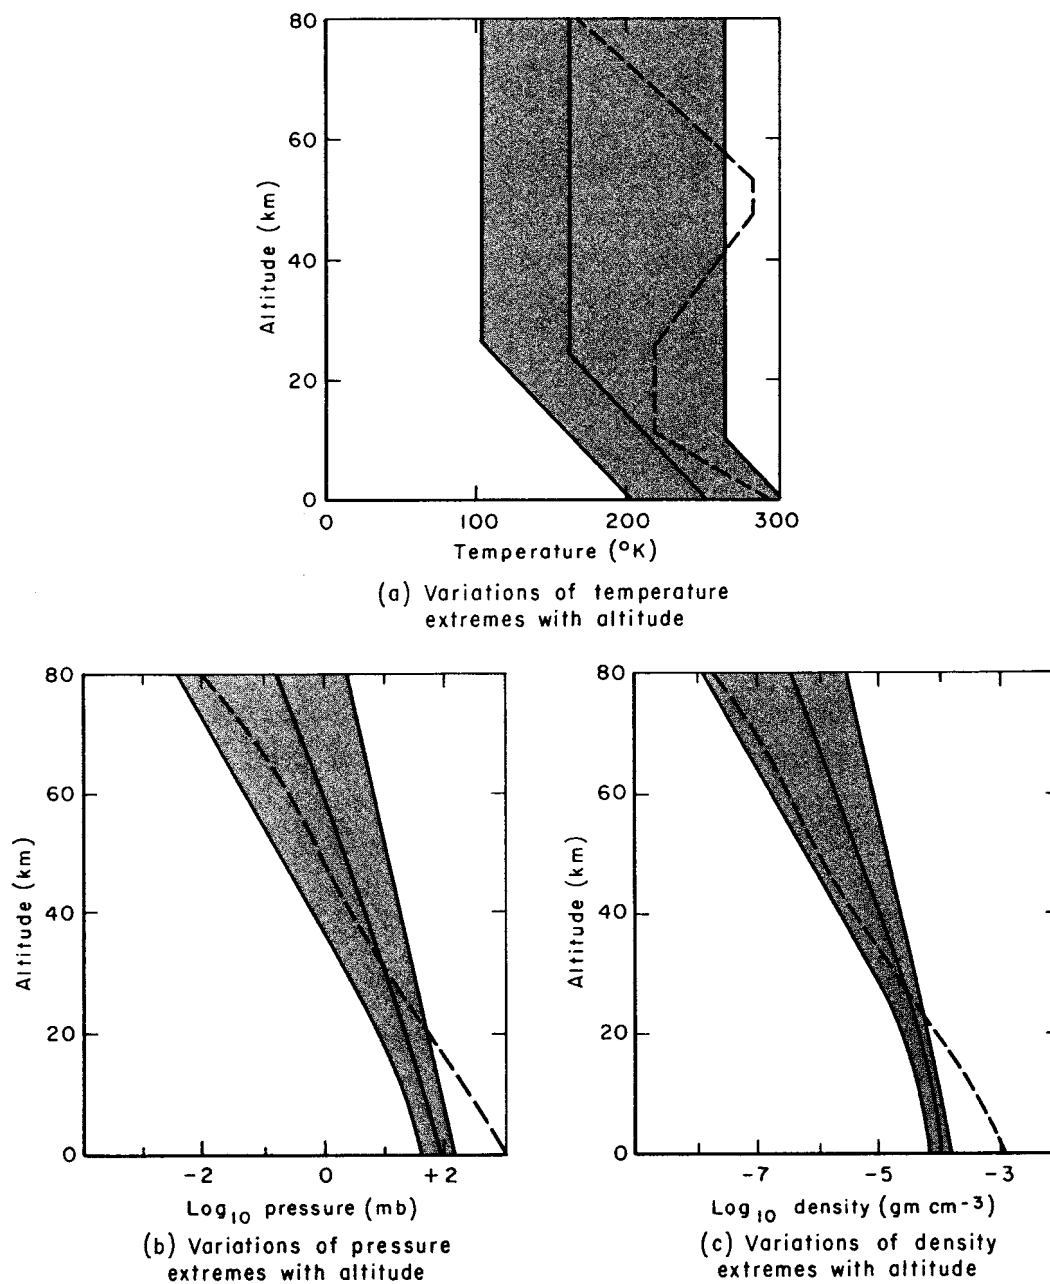 80
60
40
20
0
Altitude (km)
0 100 200 300
Temperature (°K)
(a) Variations of temperature
extremes with altitude
80
60
40
20
0
Altitude (km)
-2 0 +2
Log10 pressure (mb)
(b) Variations of pressure
extremes with altitude
80
60
40
20
0
Altitude (km)
-7 -5 -3
Log10 density (gm cm-3)
(c) Variations of density
extremes with altitude